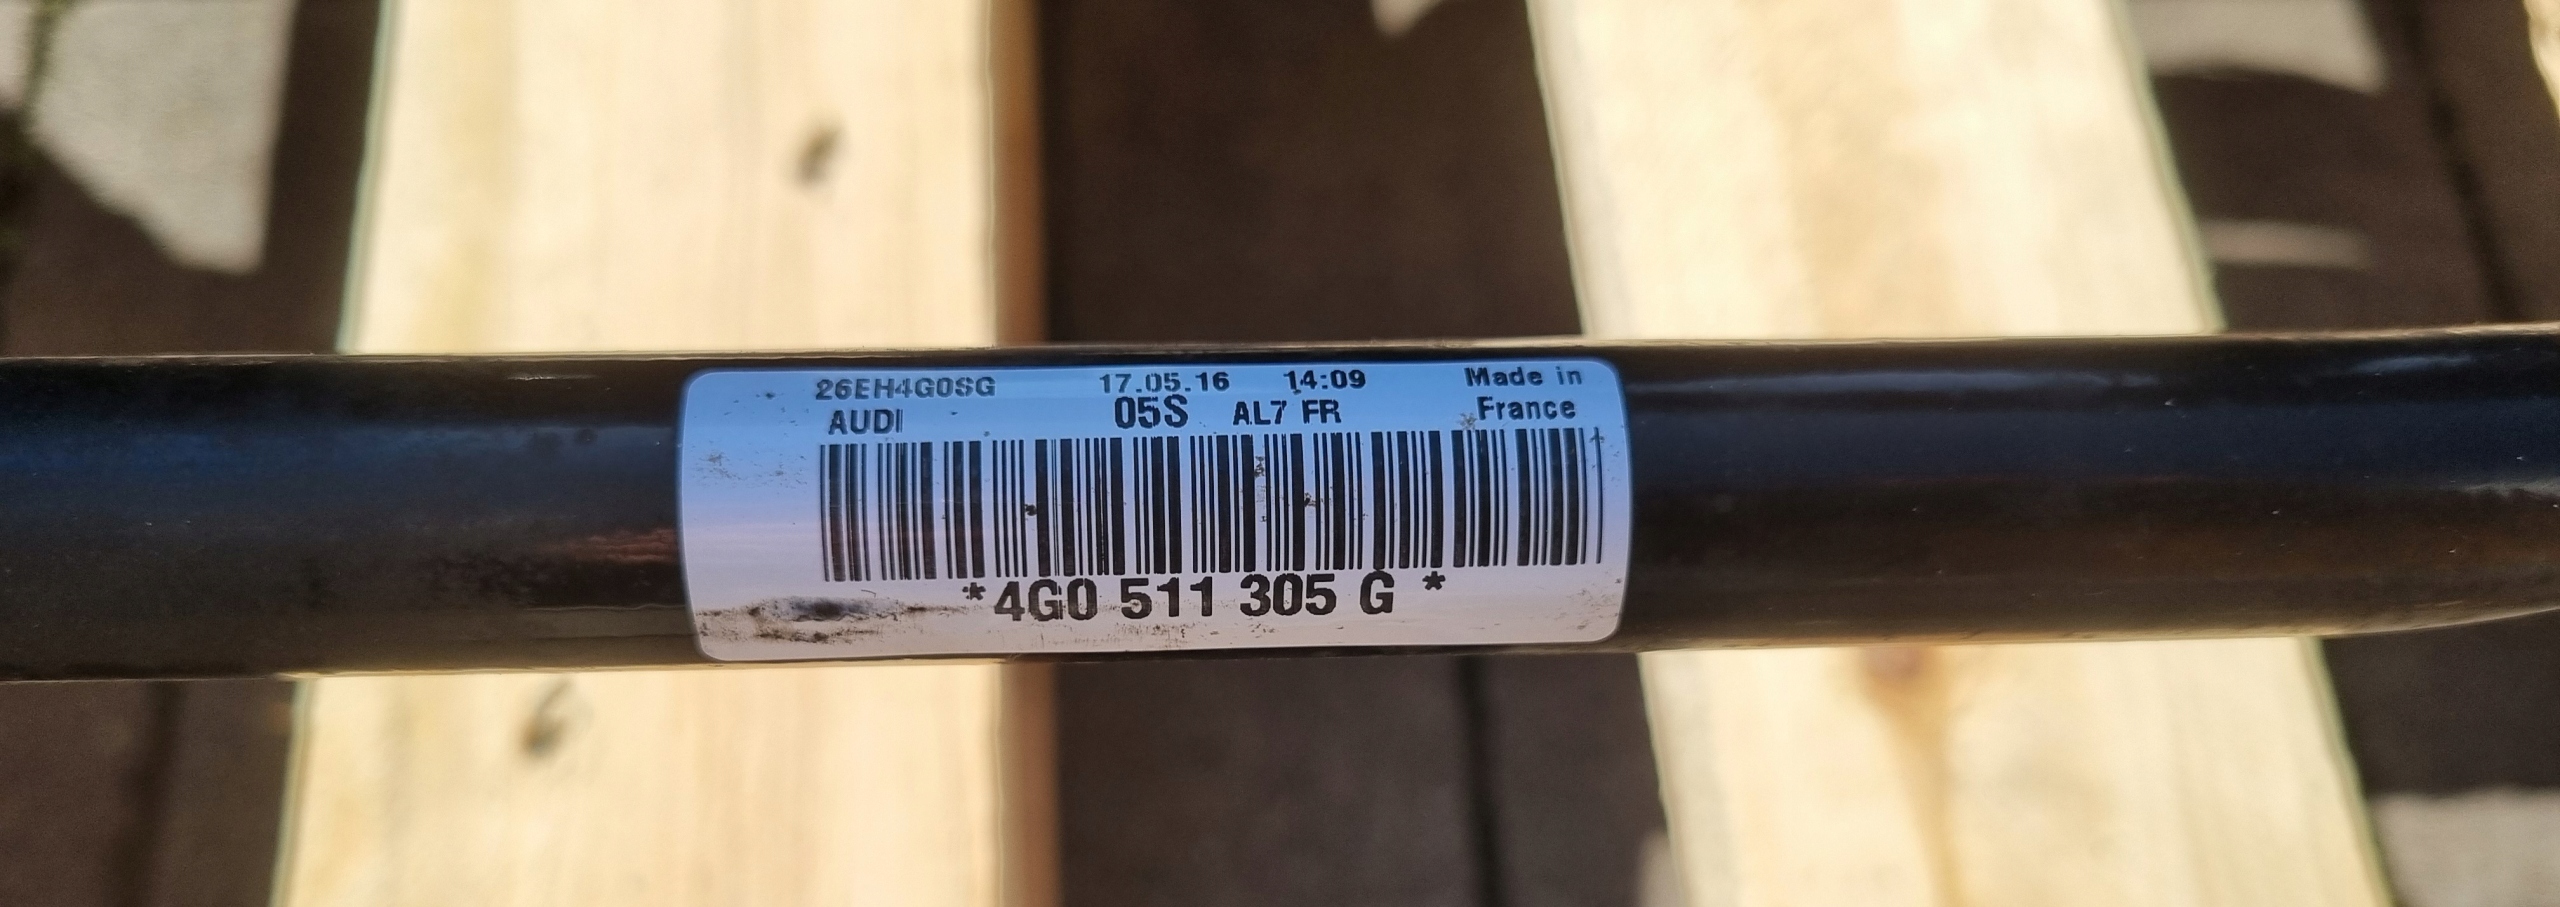 26EH4G0SG 17.05.16 14:09 Made in
AUDI 05S AL7 FR France
*4G0 511 305 G *